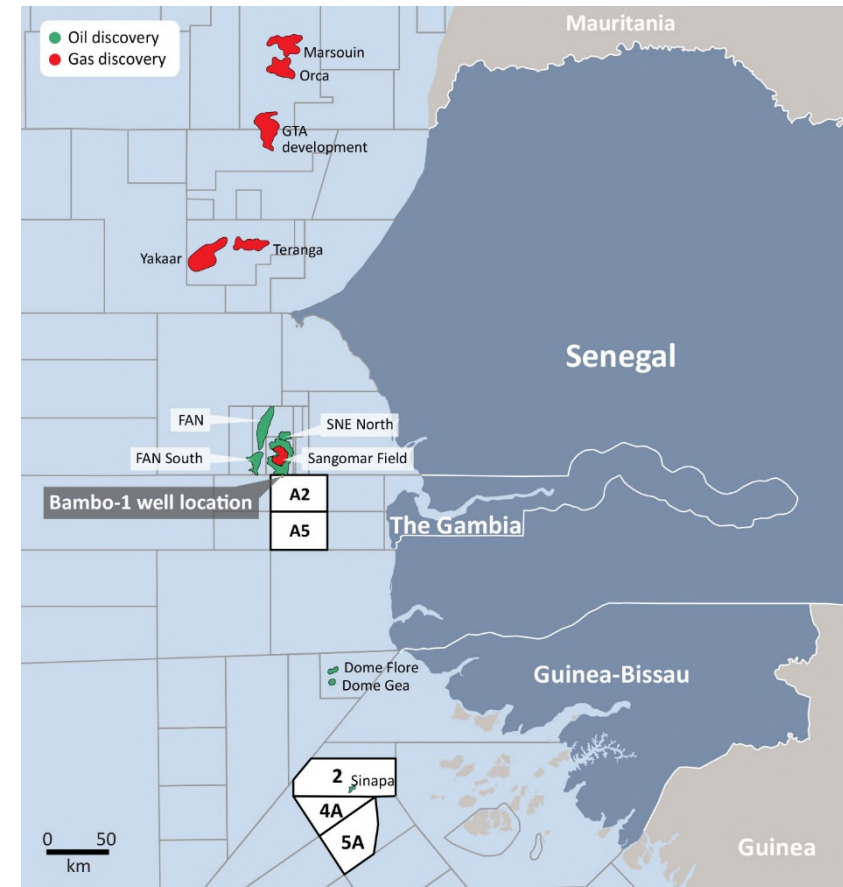 Oil discovery
Gas discovery
Mauritania
Marsouin
Orca
GTA
development
Yakaar
Teranga
Senegal
FAN
SNE North
FAN South
Sangomar Field
Bambo-1 well location
A2
A5
The Gambia
Dome Flore
Dome Gea
Guinea-Bissau
2
Sinapa
4A
5A
0 50
km
Guinea